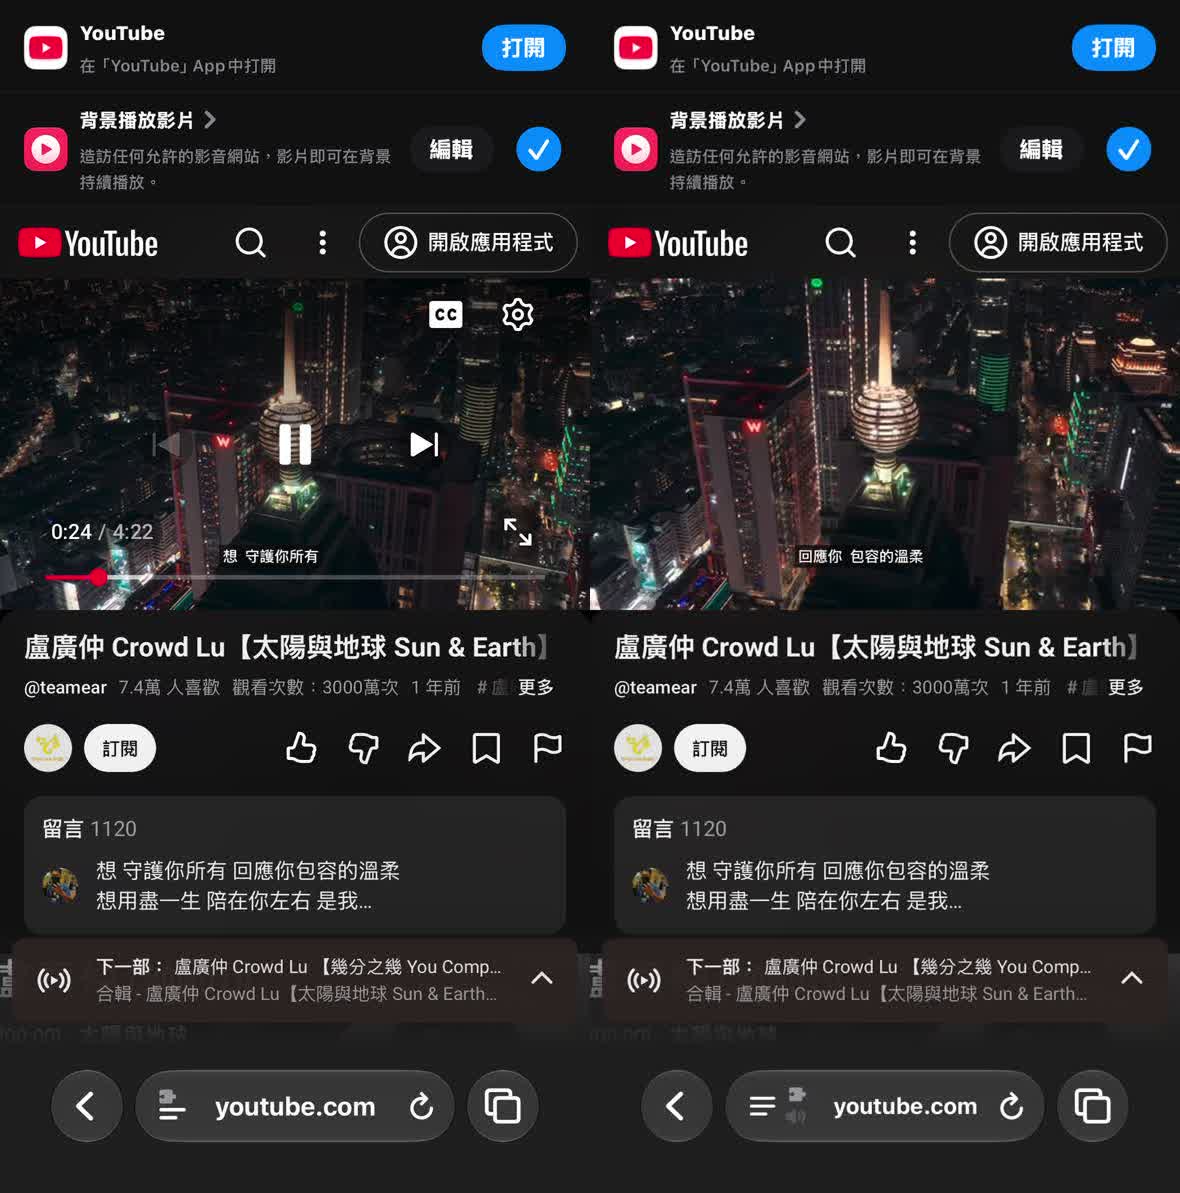 YouTube
在「YouTube」App中打開
打開
背景播放影片
造訪任何允許的影音網站，影片即可在背景
持續播放。
編輯
YouTube
開啟應用程式
CC
W
0:24 / 4:22
想 守護你所有
盧廣仲 Crowd Lu【太陽與地球 Sun & Earth】
@teamear 7.4萬 人喜歡 觀看次數：3000萬次 1 年前 #盧 更多
訂閱
留言 1120
想 守護你所有 回應你包容的溫柔
想用盡一生 陪在你左右 是我...
下一部： 盧廣仲 Crowd Lu 【幾分之幾 You Comp...
合輯 - 盧廣仲 Crowd Lu【太陽與地球 Sun & Earth...
太陽與地球
youtube.com
YouTube
在「YouTube」App中打開
打開
背景播放影片
造訪任何允許的影音網站，影片即可在背景
持續播放。
編輯
YouTube
開啟應用程式
W
回應你 包容的溫柔
盧廣仲 Crowd Lu【太陽與地球 Sun & Earth】
@teamear 7.4萬 人喜歡 觀看次數：3000萬次 1 年前 #盧 更多
訂閱
留言 1120
想 守護你所有 回應你包容的溫柔
想用盡一生 陪在你左右 是我...
下一部： 盧廣仲 Crowd Lu 【幾分之幾 You Comp...
合輯 - 盧廣仲 Crowd Lu【太陽與地球 Sun & Earth...
太陽與地球
youtube.com